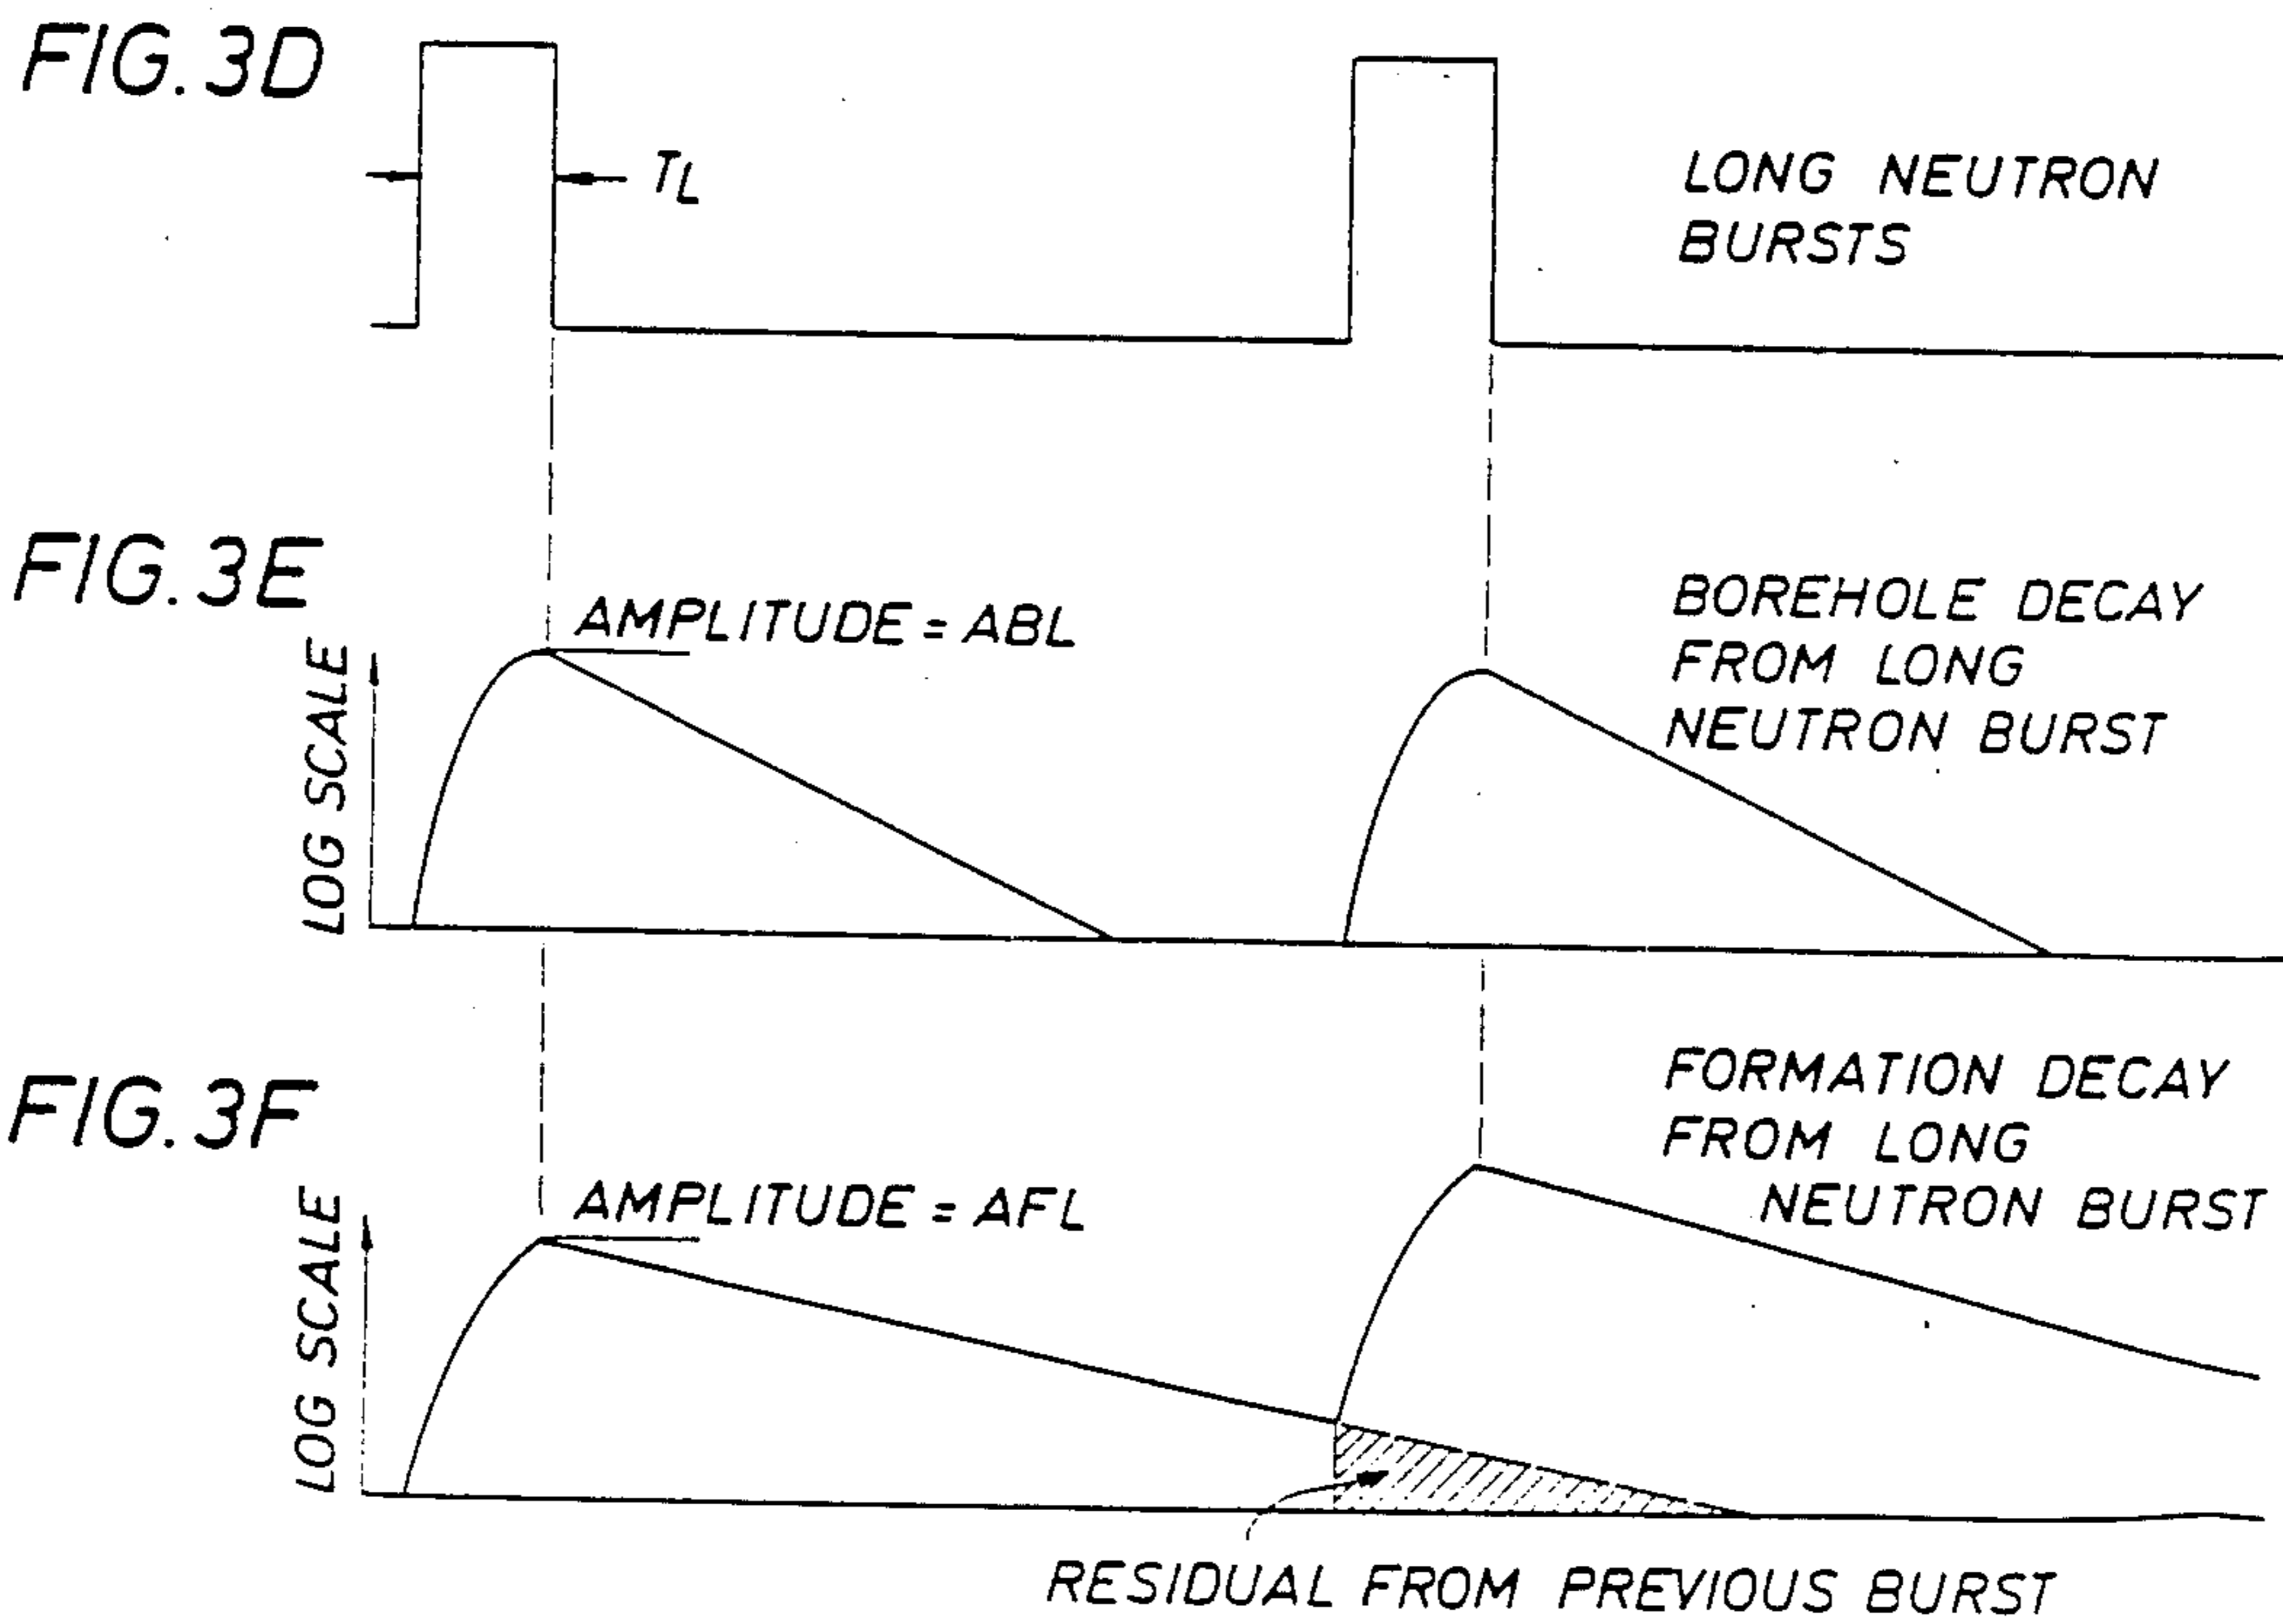 FIG. 3D
TL
LONG NEUTRON
BURSTS
FIG. 3E
AMPLITUDE = ABL
LOG SCALE
BOREHOLE DECAY
FROM LONG
NEUTRON BURST
FIG. 3F
AMPLITUDE = AFL
LOG SCALE
FORMATION DECAY
FROM LONG
NEUTRON BURST
RESIDUAL FROM PREVIOUS BURST